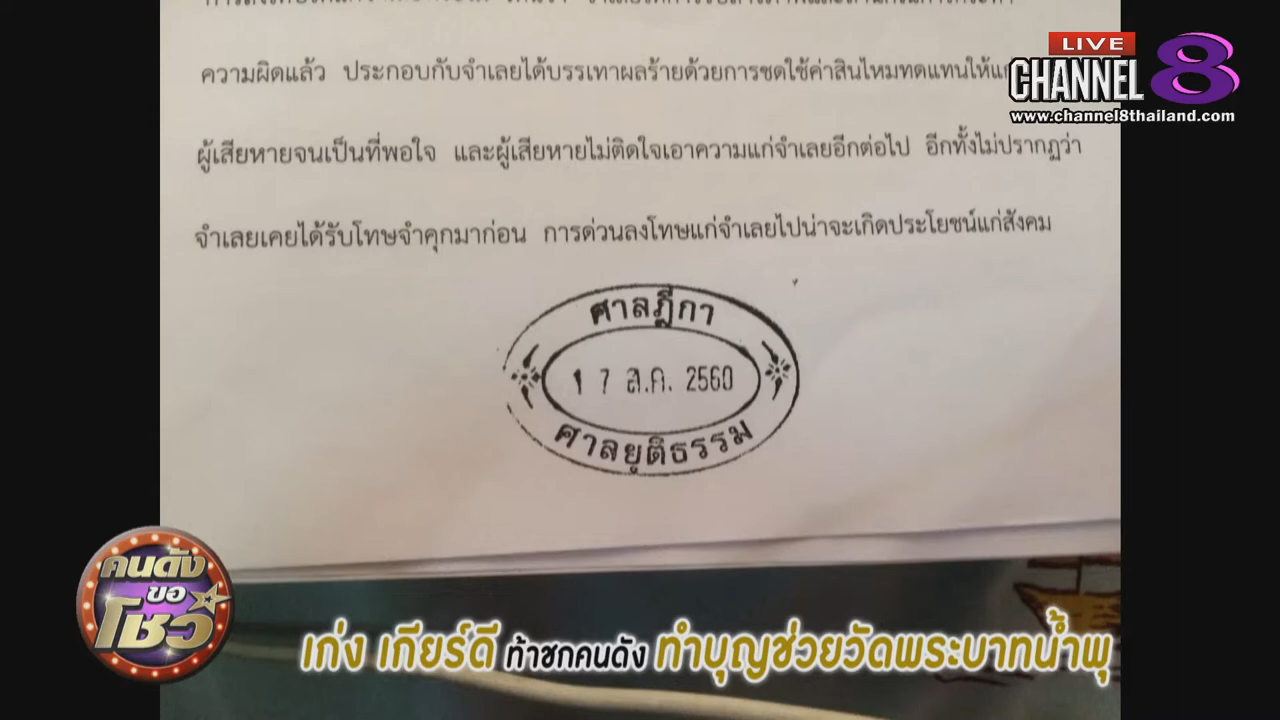 LIVE
CHANNEL 8
www.channel8thailand.com
ความผิดแล้ว ประกอบกับจำเลยได้บรรเทาผลร้ายด้วยการชดใช้ค่าสินไหมทดแทนให้แก่
ผู้เสียหายจนเป็นที่พอใจ และผู้เสียหายไม่ติดใจเอาความแก่จำเลยอีกต่อไป อีกทั้งไม่ปรากฏว่า
จำเลยเคยได้รับโทษจำคุกมาก่อน การด่วนลงโทษแก่จำเลยไปน่าจะเกิดประโยชน์แก่สังคม
ศาลฎีกา
17 ส.ค. 2560
ศาลยุติธรรม
คนดัง
ขอ
โชว์
เก่ง เกียร์ดี ท้าชกคนดัง ทำบุญช่วยวัดพระบาทน้ำพุ